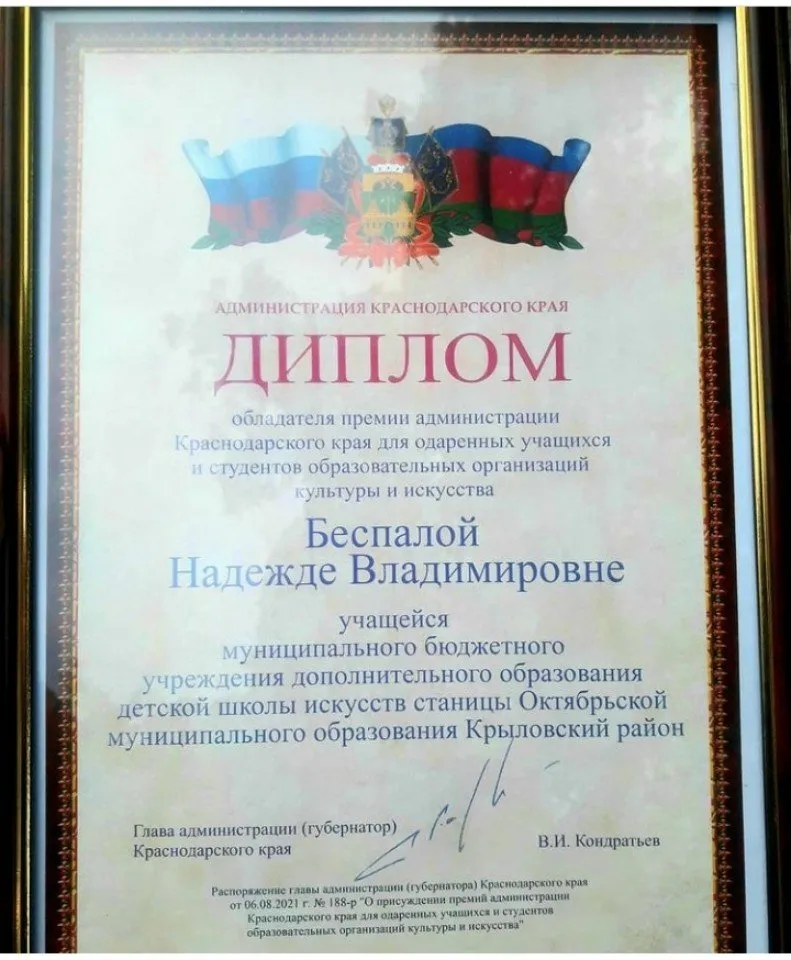 АДМИНИСТРАЦИЯ КРАСНОДАРСКОГО КРАЯ
ДИПЛОМ
обладателя премии администрации
Краснодарского края для одаренных учащихся
и студентов образовательных организаций
культуры и искусства
Беспалой
Надежде Владимировне
учащейся
муниципального бюджетного
учреждения дополнительного образования
детской школы искусств станицы Октябрьской
муниципального образования Крыловский район
Глава администрации (губернатор)
Краснодарского края
В.И. Кондратьев
Распоряжение главы администрации (губернатора) Краснодарского края
от 06.08.2021 г. № 188-р "О присуждении премий администрации
Краснодарского края для одаренных учащихся и студентов
образовательных организаций культуры и искусства"